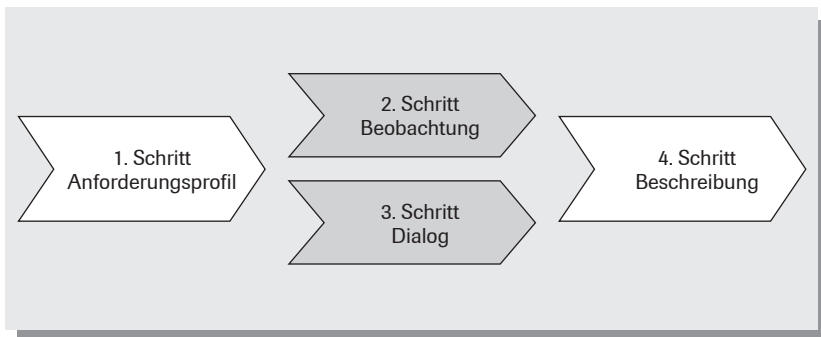 1. Schritt
Anforderungsprofil
2. Schritt
Beobachtung
3. Schritt
Dialog
4. Schritt
Beschreibung